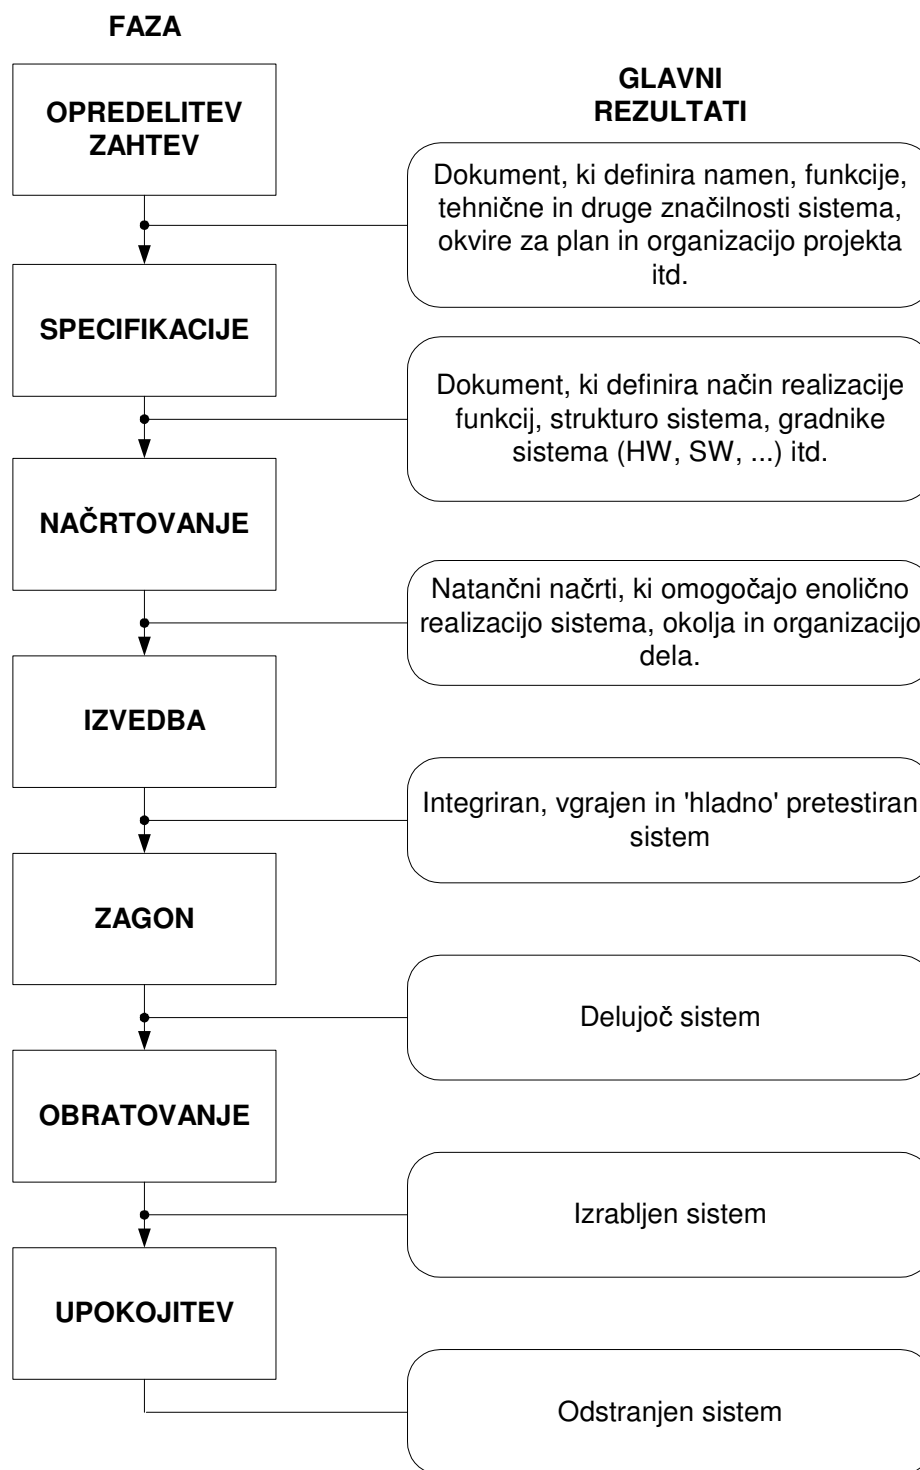 FAZA
GLAVNI
REZULTATI
OPREDELITEV
ZAHTEV
Dokument, ki definira namen, funkcije,
tehnične in druge značilnosti sistema,
okvire za plan in organizacijo projekta
itd.
SPECIFIKACIJE
Dokument, ki definira način realizacije
funkcij, strukturo sistema, gradnike
sistema (HW, SW, ...) itd.
NAČRTOVANJE
Natančni načrti, ki omogočajo enolično
realizacijo sistema, okolja in organizacijo
dela.
IZVEDBA
Integriran, vgrajen in 'hladno' pretestiran
sistem
ZAGON
Delujoč sistem
OBRATOVANJE
Izrabljen sistem
UPOKOJITEV
Odstranjen sistem